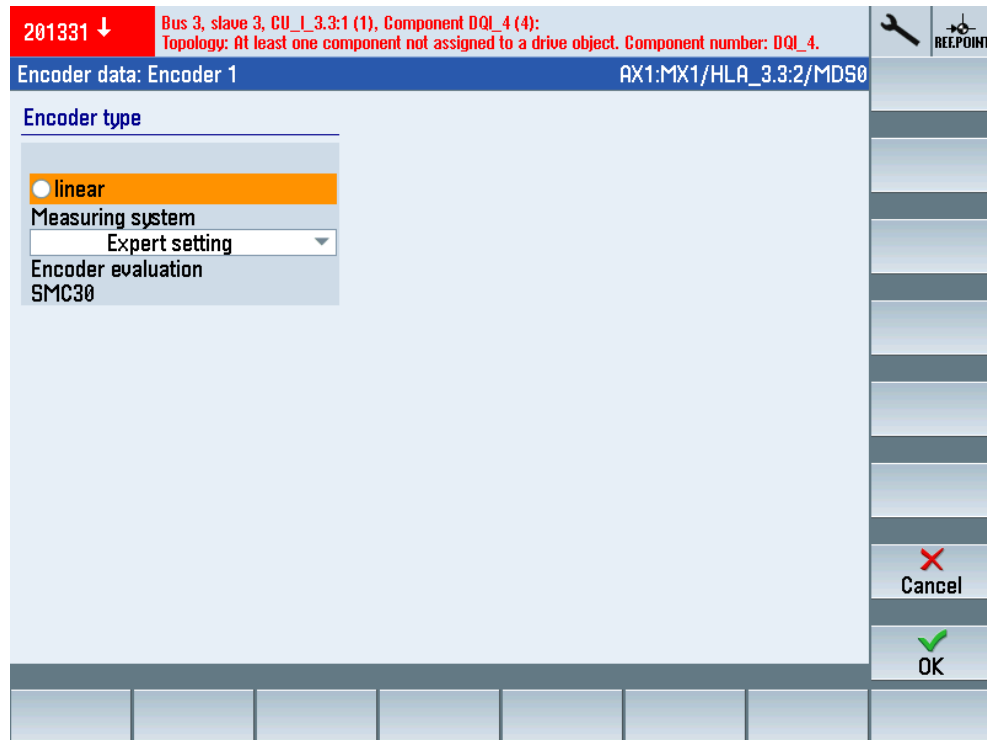 201331
Bus 3, slave 3, CU_I_3.3:1 (1), Component DQI_4 (4):
Topology: At least one component not assigned to a drive object. Component number: DQI_4.
REF.POINT
Encoder data: Encoder 1
AX1:MX1/HLA_3.3:2/MDS0
Encoder type
linear
Measuring system
Expert setting
Encoder evaluation
SMC30
Cancel
OK